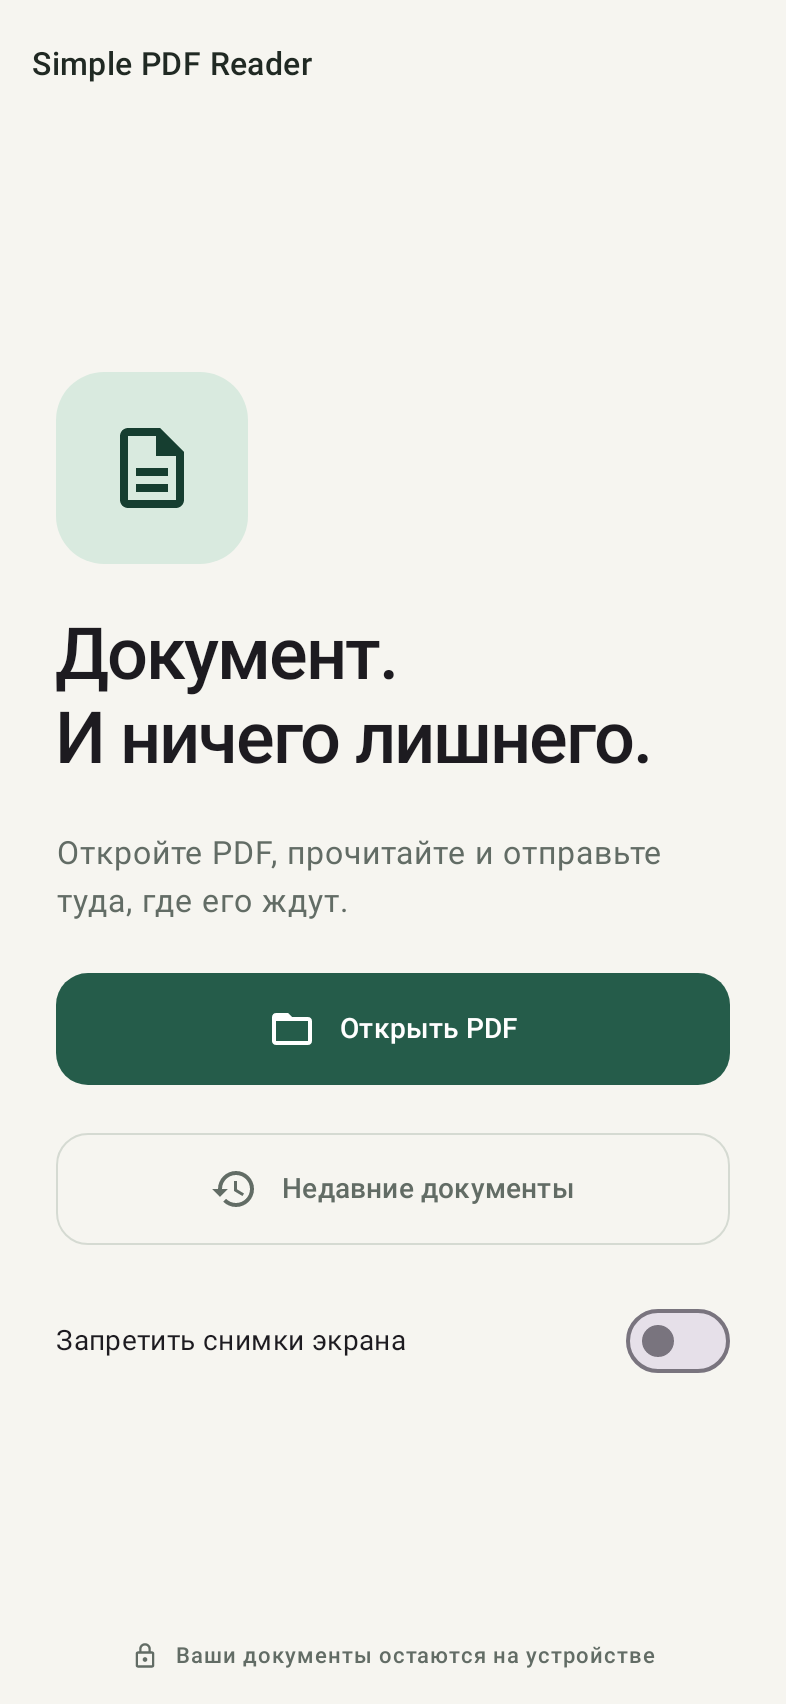 Simple PDF Reader
Документ.
И ничего лишнего.
Откройте PDF, прочитайте и отправьте
туда, где его ждут.
Открыть PDF
Недавние документы
Запретить снимки экрана
Ваши документы остаются на устройстве